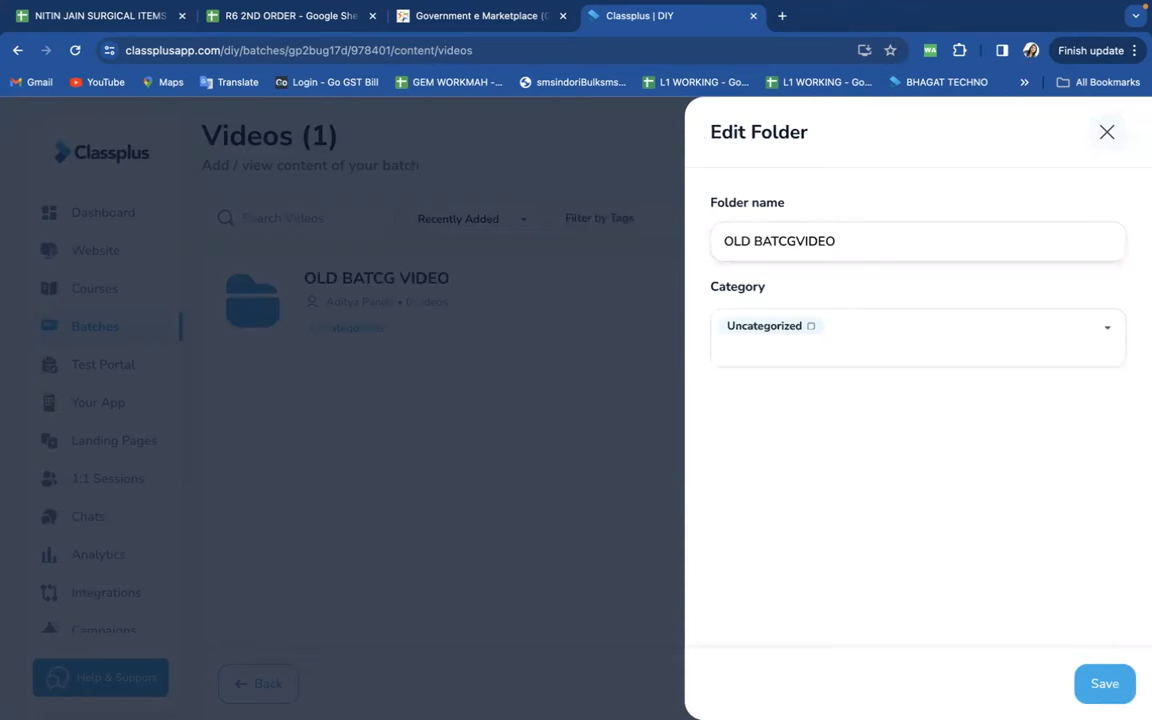 NITIN JAIN SURGICAL ITEMS
R6 2ND ORDER - Google She
Government e Marketplace (G
Classplus | DIY
classplusapp.com/diy/batches/gp2bug17d/978401/content/videos
WA
Finish update
Gmail
YouTube
Maps
Translate
Co Login - Go GST Bill
GEM WORKMAH -...
smsindoriBulksms...
L1 WORKING - Go...
L1 WORKING - Go...
BHAGAT TECHNO
»
All Bookmarks
Classplus
Dashboard
Website
Courses
Batches
Test Portal
Your App
Landing Pages
1:1 Sessions
Chats
Analytics
Integrations
Campaigns
Help & Support
Videos (1)
Add / view content of your batch
Search Videos
Recently Added
Filter by Tags
OLD BATCG VIDEO
Aditya Pando • 0 videos
Uncategorized
Back
Edit Folder
Folder name
OLD BATCGVIDEO
Category
Uncategorized
Save